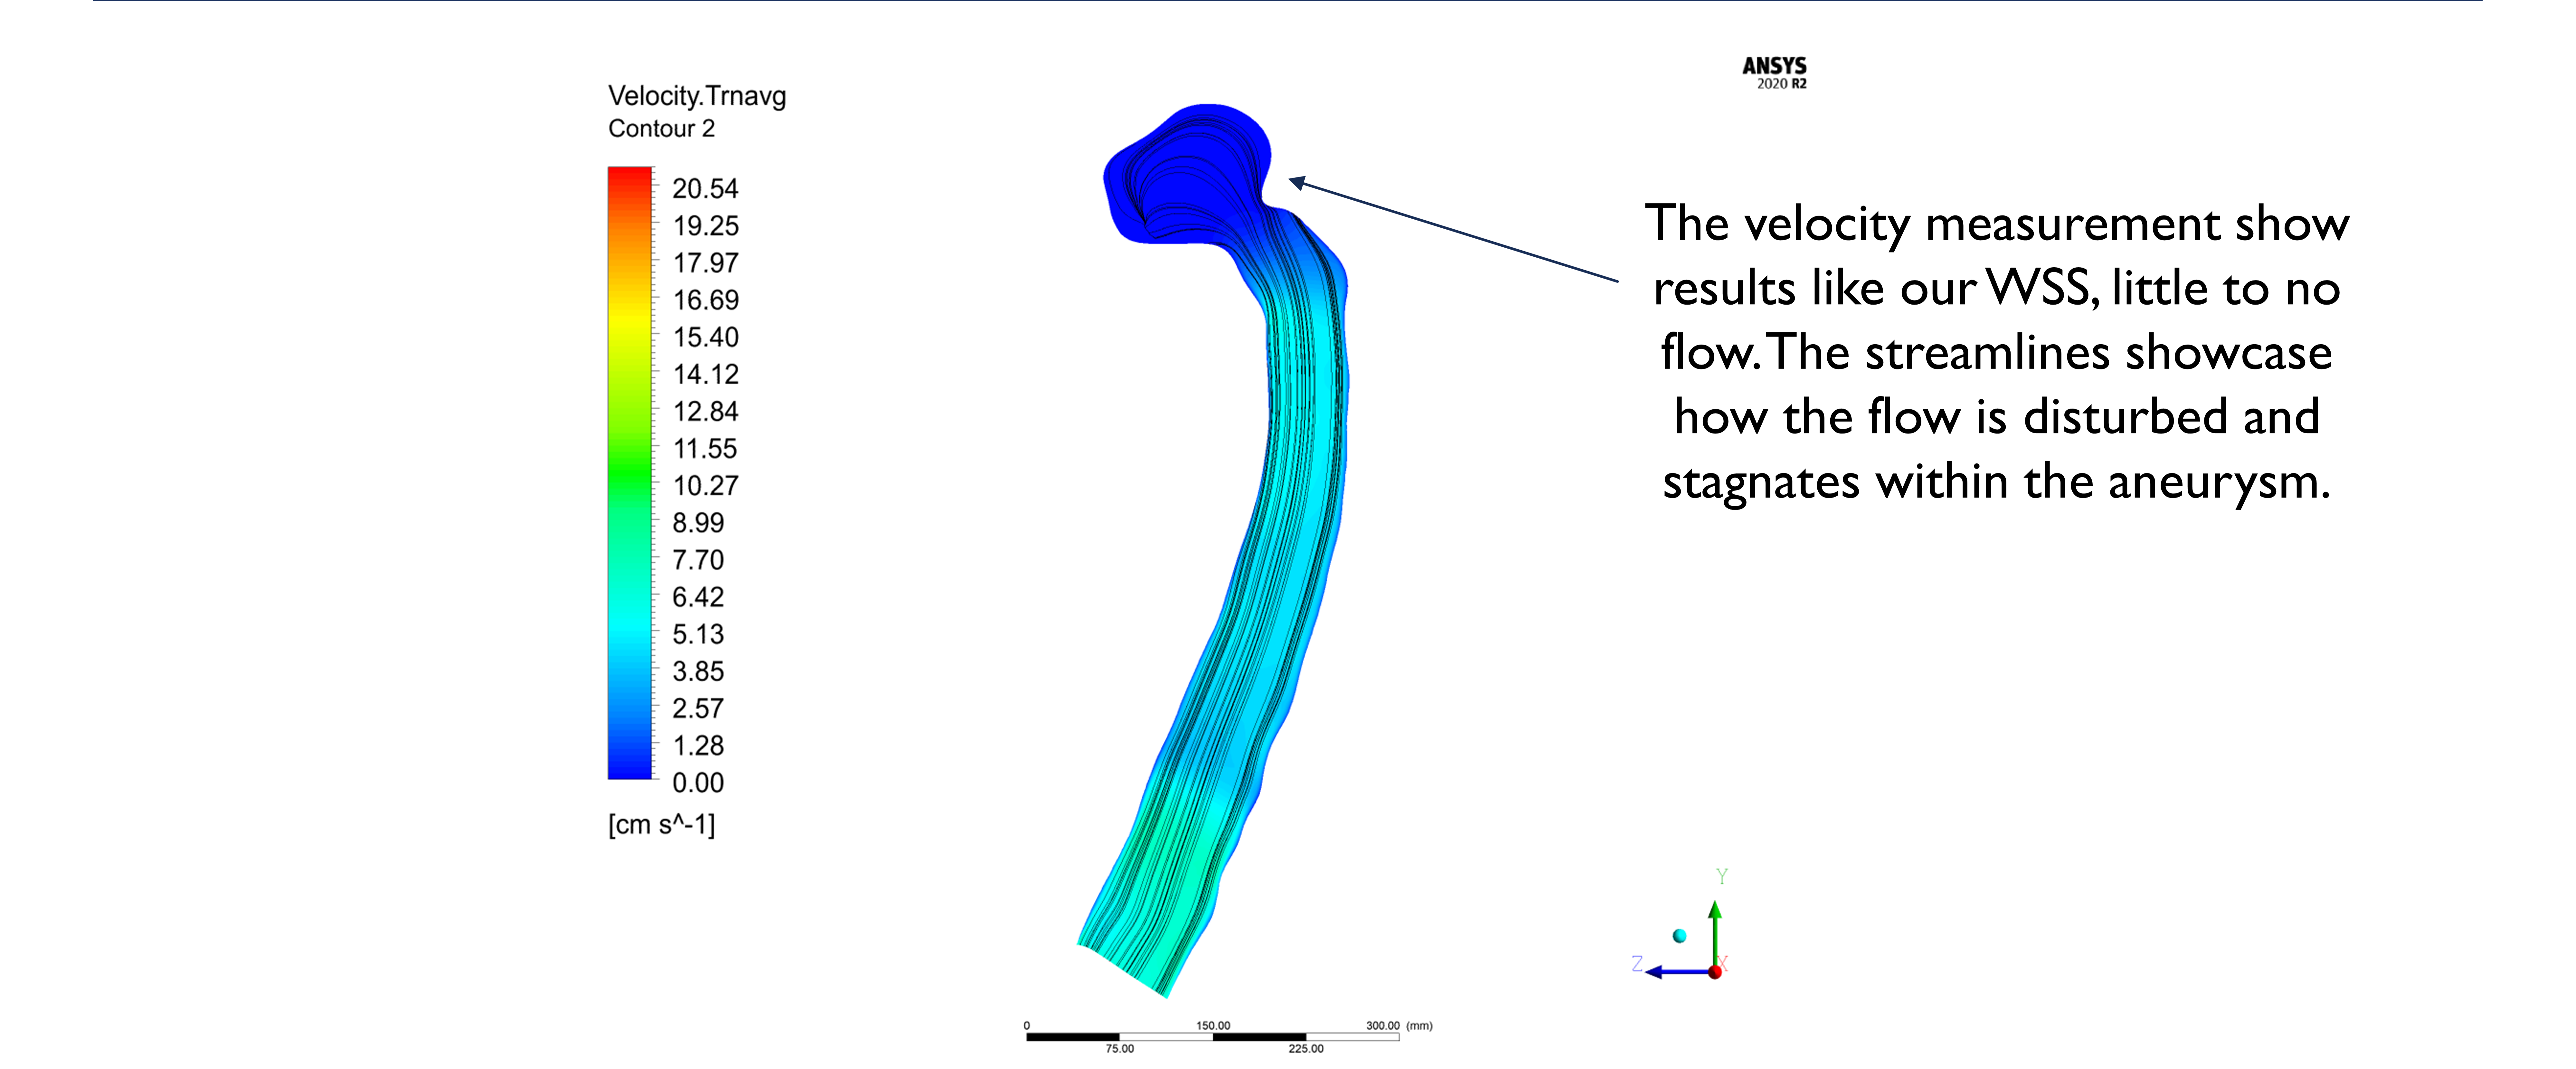 ANSYS
2020 R2
Velocity.Trnavg
Contour 2
20.54
19.25
17.97
16.69
15.40
14.12
12.84
11.55
10.27
8.99
7.70
6.42
5.13
3.85
2.57
1.28
0.00
[cm s^-1]
The velocity measurement show
results like our WSS, little to no
flow. The streamlines showcase
how the flow is disturbed and
stagnates within the aneurysm.
Y
Z X
0 150.00 300.00 (mm)
75.00 225.00